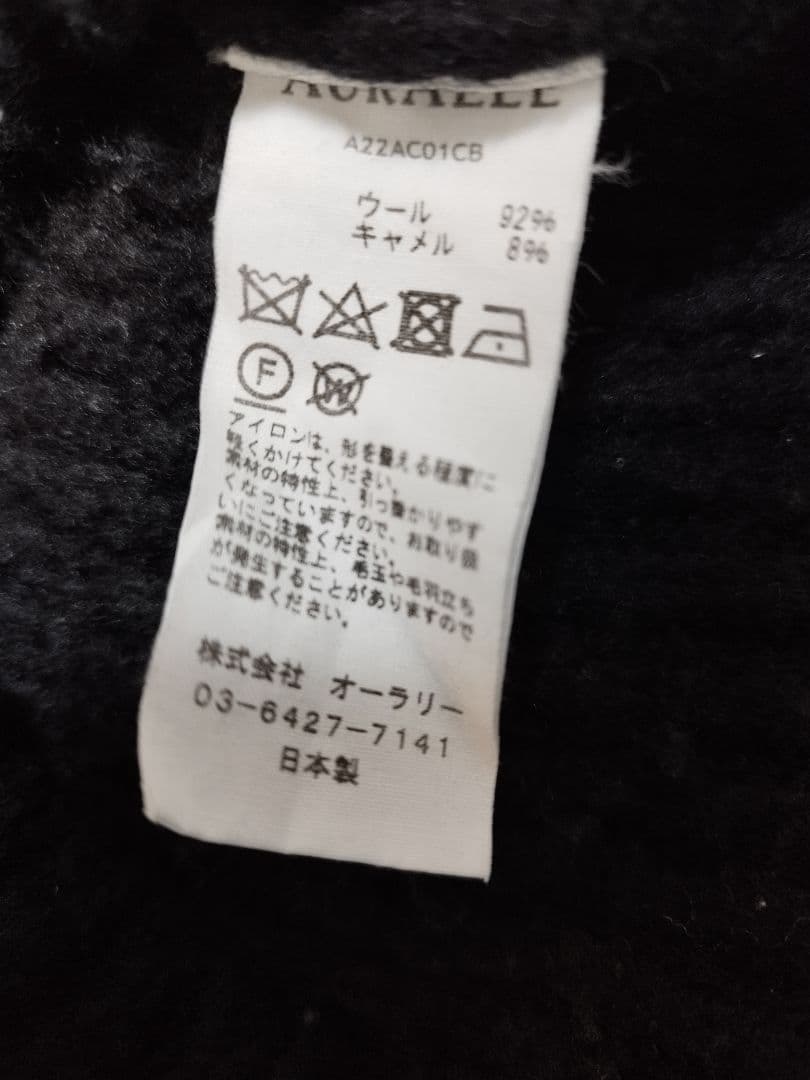 AURALEE
A22AC01CB
ウール 92%
キャメル 8%
F
W
アイロンは、形を整える程度に
軽くかけてください。
素材の特性上、引っ掛かりやす
くなっていますので、お取り扱
いにご注意ください。
素材の特性上、毛玉や毛羽立ち
が発生することがありますので
ご注意ください。
株式会社 オーラリー
03-6427-7141
日本製